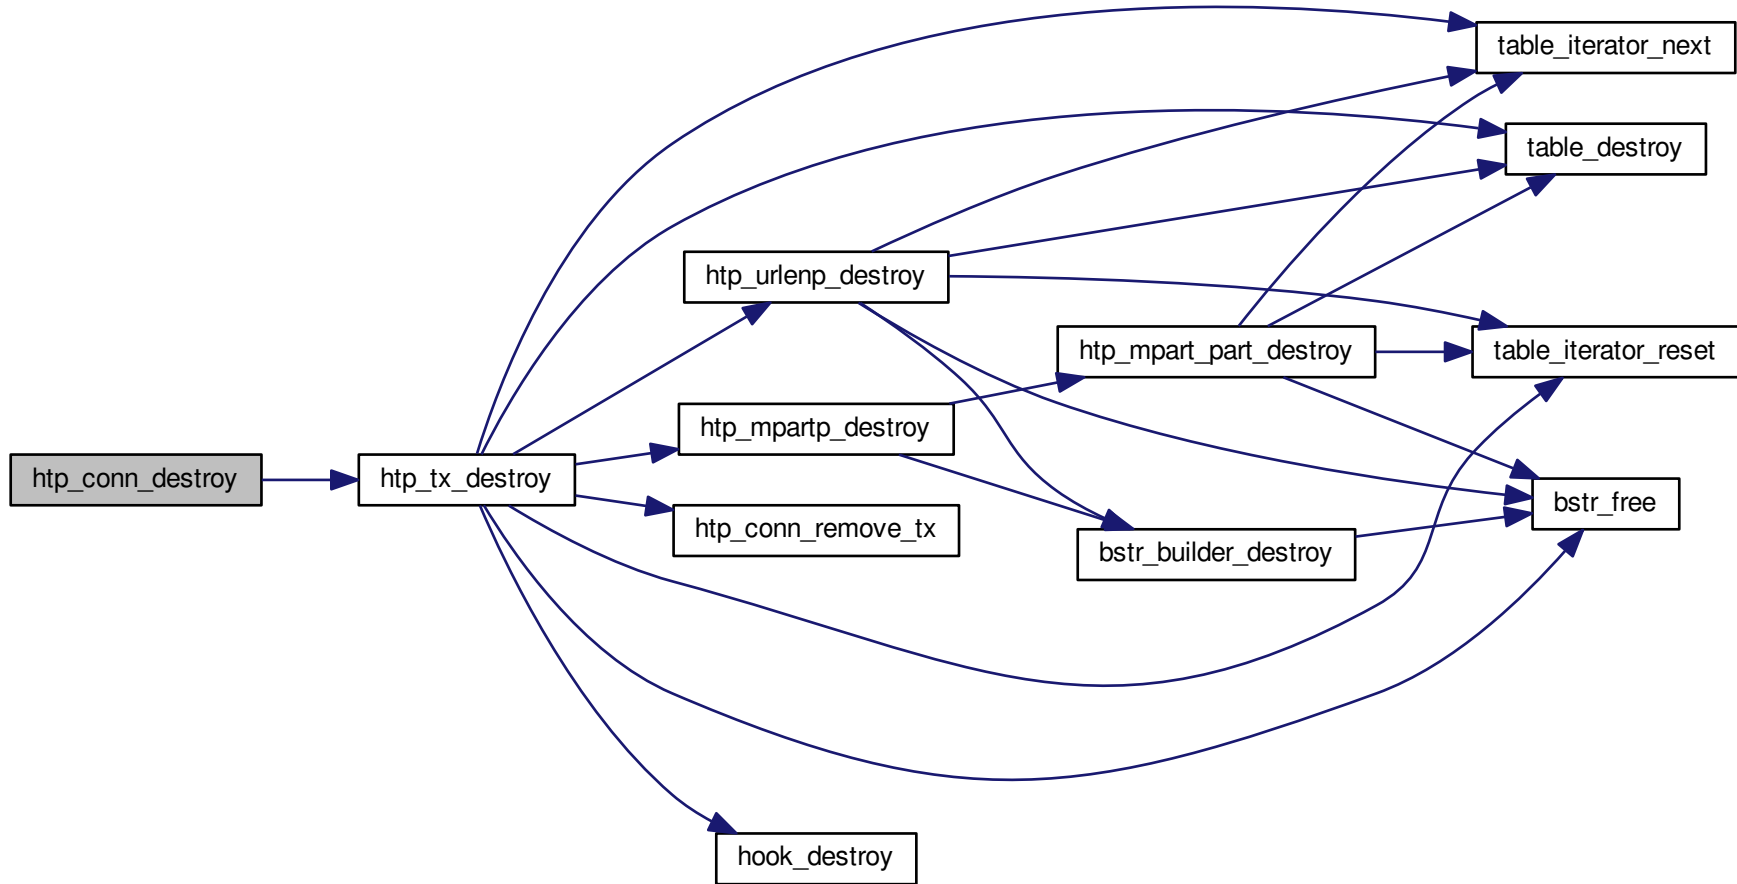 table_iterator_next
table_destroy
htp_urlenp_destroy
htp_mpart_part_destroy
table_iterator_reset
htp_mpartp_destroy
htp_conn_destroy
htp_tx_destroy
bstr_free
htp_conn_remove_tx
bstr_builder_destroy
hook_destroy